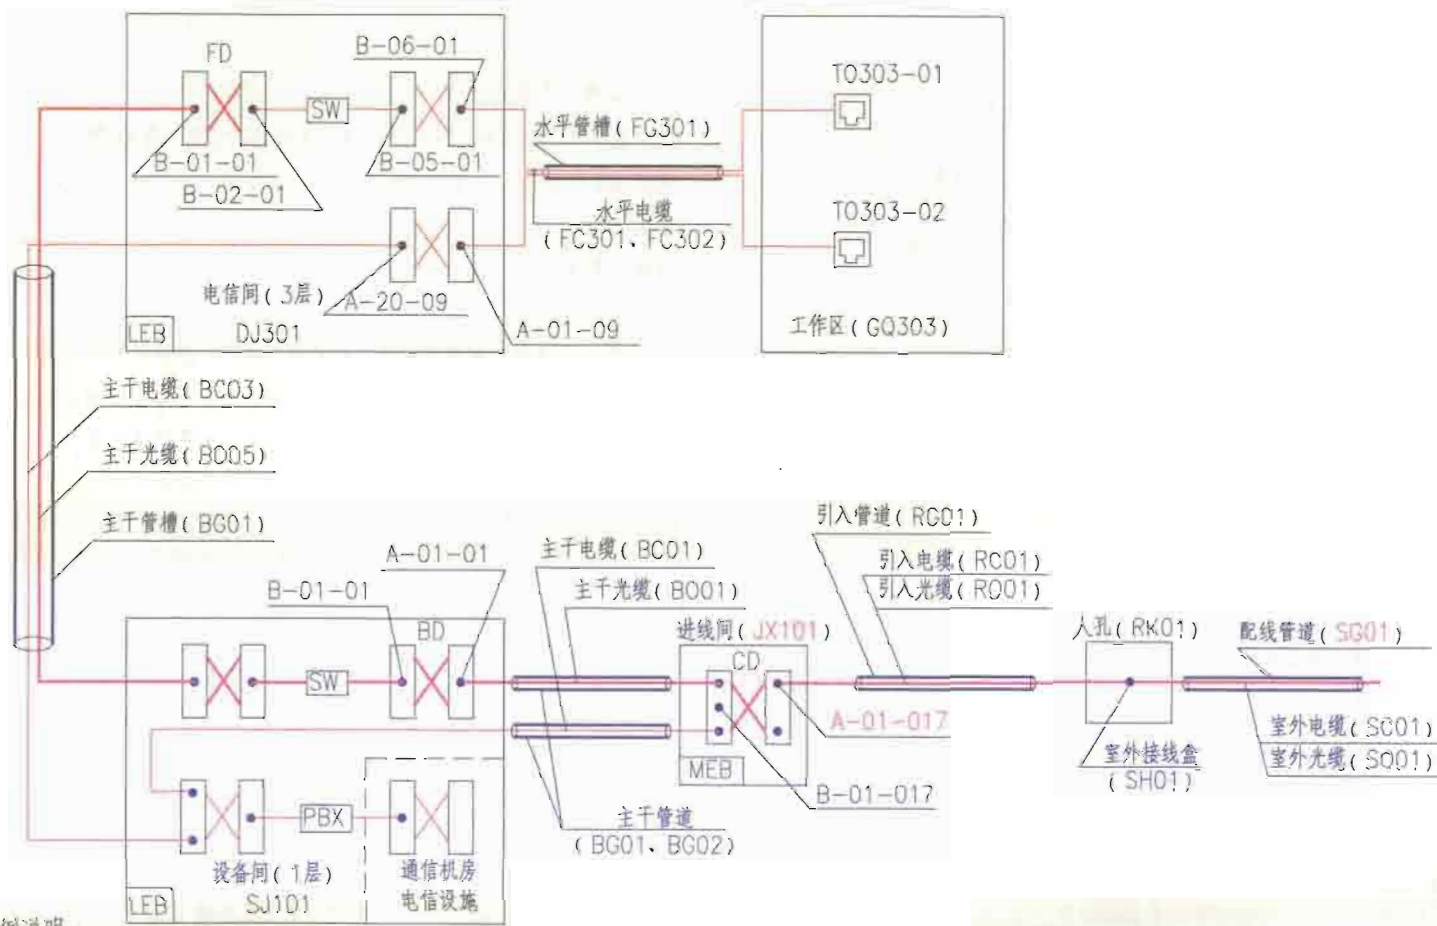 FD
B-06-01
SW
B-01-01
B-02-01
B-05-01
水平管槽(FG301)
水平电缆
(FC301、FC302)
TO303-01
TO303-02
工作区(GQ303)
电信间(3层)
A-20-09
A-01-09
LEB
DJ301
主干电缆(BC03)
主干光缆(BO05)
主干管槽(BG01)
A-01-01
B-01-01
BD
SW
主干电缆(BC01)
主干光缆(BO01)
进线间(JX101)
CD
引入管道(RG01)
引入电缆(RC01)
引入光缆(RO01)
人孔(RK01)
配线管道(SG01)
A-01-017
MEB
B-01-017
室外接线盒
(SH01)
室外电缆(SC01)
室外光缆(SO01)
PBX
主干管道
(BG01、BG02)
设备间(1层)
通信机房
电信设施
LEB
SJ101